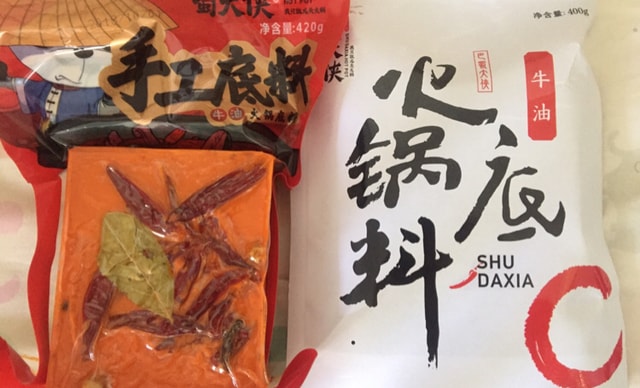 蜀大侠
净含量:420g
手工底料
牛油火锅底料
净含量: 400g
牛油
巴蜀大侠
火锅底料
SHU
DAXIA